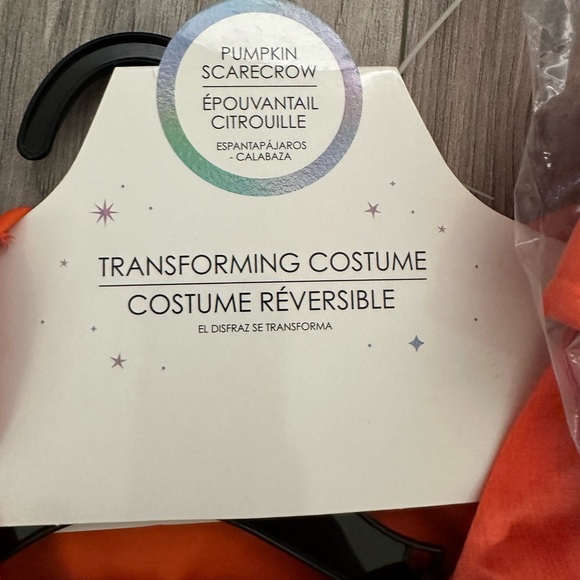 PUMPKIN
SCARECROW
ÉPOUVANTAIL
CITROUILLE
ESPANTAPÁJAROS
- CALABAZA
TRANSFORMING COSTUME
COSTUME RÉVERSIBLE
EL DISFRAZ SE TRANSFORMA